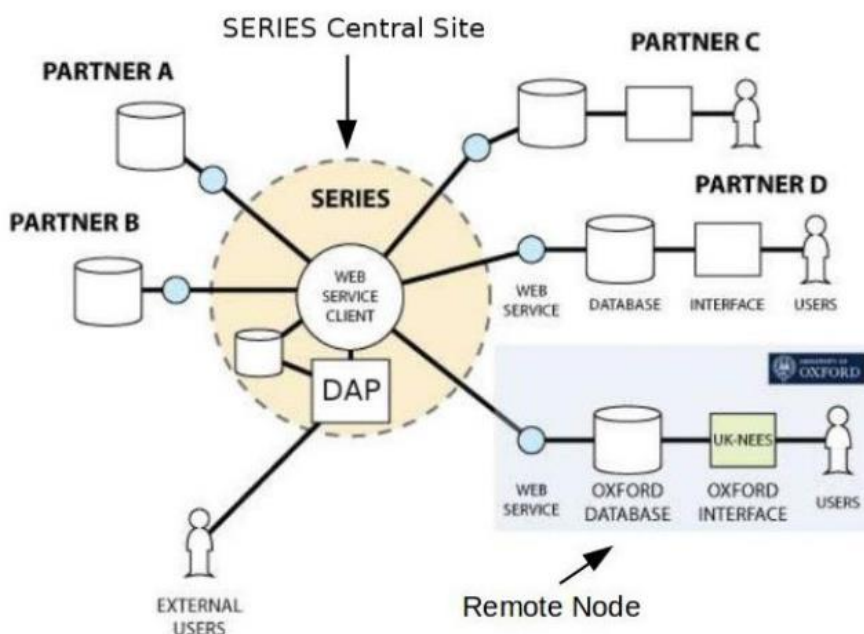 SERIES Central Site
PARTNER A
PARTNER C
PARTNER B
SERIES
PARTNER D
WEB
SERVICE
CLIENT
DAP
WEB
SERVICE
DATABASE
INTERFACE
USERS
UNIVERSITY OF
OXFORD
UK-NEES
WEB
SERVICE
OXFORD
DATABASE
OXFORD
INTERFACE
USERS
EXTERNAL
USERS
Remote Node